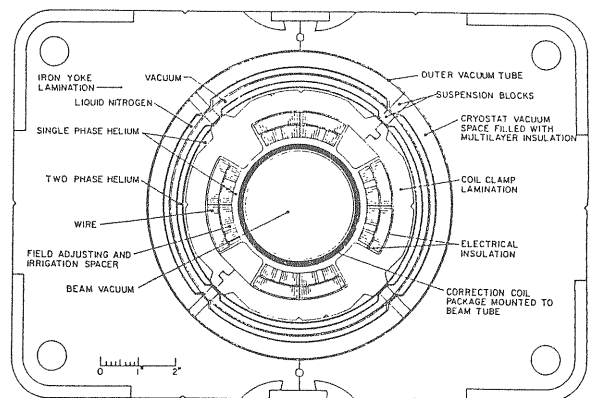 IRON YOKE
LAMINATION
VACUUM
LIQUID NITROGEN
SINGLE PHASE HELIUM
TWO PHASE HELIUM
WIRE
FIELD ADJUSTING AND
IRRIGATION SPACER
BEAM VACUUM
OUTER VACUUM TUBE
SUSPENSION BLOCKS
CRYOSTAT VACUUM
SPACE FILLED WITH
MULTILAYER INSULATION
COIL CLAMP
LAMINATION
ELECTRICAL
INSULATION
CORRECTION COIL
PACKAGE MOUNTED TO
BEAM TUBE
0 1" 2"